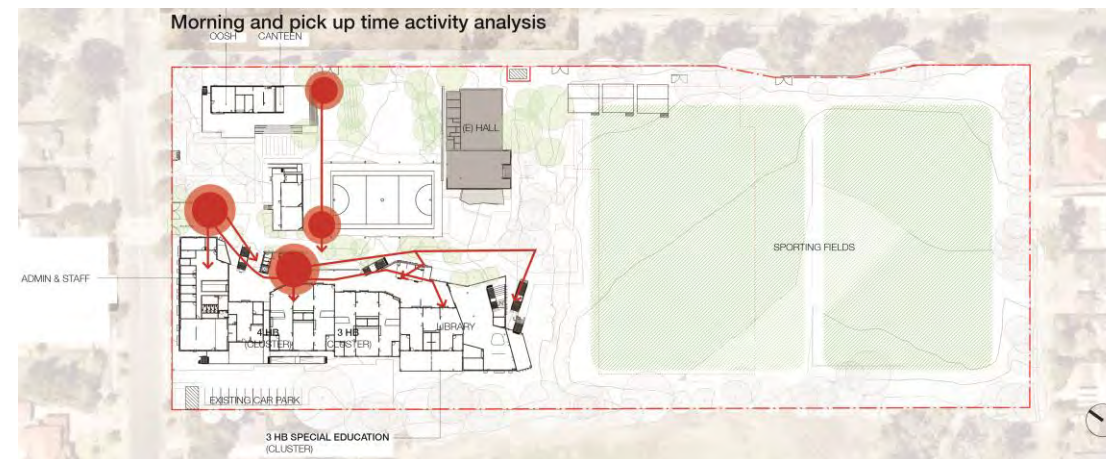 Morning and pick up time activity analysis
OOSH
CANTEEN
(E) HALL
SPORTING FIELDS
ADMIN & STAFF
LIBRARY
4 HB
(CLUSTER)
3 HB
(CLUSTER)
EXISTING CAR PARK
3 HB SPECIAL EDUCATION
(CLUSTER)